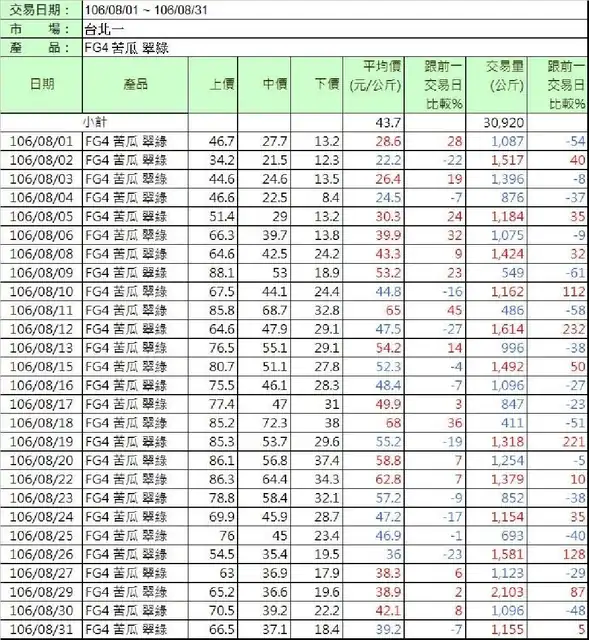 交易日期： 106/08/01 ~ 106/08/31
市　　場： 台北一
產　　品： FG4 苦瓜 翠綠
日期 產品 上價 中價 下價 平均價(元/公斤) 跟前一交易日比較% 交易量(公斤) 跟前一交易日比較%
小計 43.7 30,920
106/08/01 FG4 苦瓜 翠綠 46.7 27.7 13.2 28.6 28 1,087 -54
106/08/02 FG4 苦瓜 翠綠 34.2 21.5 12.3 22.2 -22 1,517 40
106/08/03 FG4 苦瓜 翠綠 44.6 24.6 13.5 26.4 19 1,396 -8
106/08/04 FG4 苦瓜 翠綠 46.6 22.5 8.4 24.5 -7 876 -37
106/08/05 FG4 苦瓜 翠綠 51.4 29 13.2 30.3 24 1,184 35
106/08/06 FG4 苦瓜 翠綠 66.3 39.7 13.8 39.9 32 1,075 -9
106/08/08 FG4 苦瓜 翠綠 64.6 42.5 24.2 43.3 9 1,424 32
106/08/09 FG4 苦瓜 翠綠 88.1 53 18.9 53.2 23 549 -61
106/08/10 FG4 苦瓜 翠綠 67.5 44.1 24.4 44.8 -16 1,162 112
106/08/11 FG4 苦瓜 翠綠 85.8 68.7 32.8 65 45 486 -58
106/08/12 FG4 苦瓜 翠綠 64.6 47.9 29.1 47.5 -27 1,614 232
106/08/13 FG4 苦瓜 翠綠 76.5 55.1 29.1 54.2 14 996 -38
106/08/15 FG4 苦瓜 翠綠 80.7 51.1 27.8 52.3 -4 1,492 50
106/08/16 FG4 苦瓜 翠綠 75.5 46.1 28.3 48.4 -7 1,096 -27
106/08/17 FG4 苦瓜 翠綠 77.4 47 31 49.9 3 847 -23
106/08/18 FG4 苦瓜 翠綠 85.2 72.3 38 68 36 411 -51
106/08/19 FG4 苦瓜 翠綠 85.3 53.7 29.6 55.2 -19 1,318 221
106/08/20 FG4 苦瓜 翠綠 86.1 56.8 37.4 58.8 7 1,254 -5
106/08/22 FG4 苦瓜 翠綠 86.3 64.4 34.3 62.8 7 1,379 10
106/08/23 FG4 苦瓜 翠綠 78.8 58.4 32.1 57.2 -9 852 -38
106/08/24 FG4 苦瓜 翠綠 69.9 45.9 28.7 47.2 -17 1,154 35
106/08/25 FG4 苦瓜 翠綠 76 45 23.4 46.9 -1 693 -40
106/08/26 FG4 苦瓜 翠綠 54.5 35.4 19.5 36 -23 1,581 128
106/08/27 FG4 苦瓜 翠綠 63 36.9 17.9 38.3 6 1,123 -29
106/08/29 FG4 苦瓜 翠綠 65.2 36.6 19.6 38.9 2 2,103 87
106/08/30 FG4 苦瓜 翠綠 70.5 39.2 22.2 42.1 8 1,096 -48
106/08/31 FG4 苦瓜 翠綠 66.5 37.1 18.4 39.2 -7 1,155 5